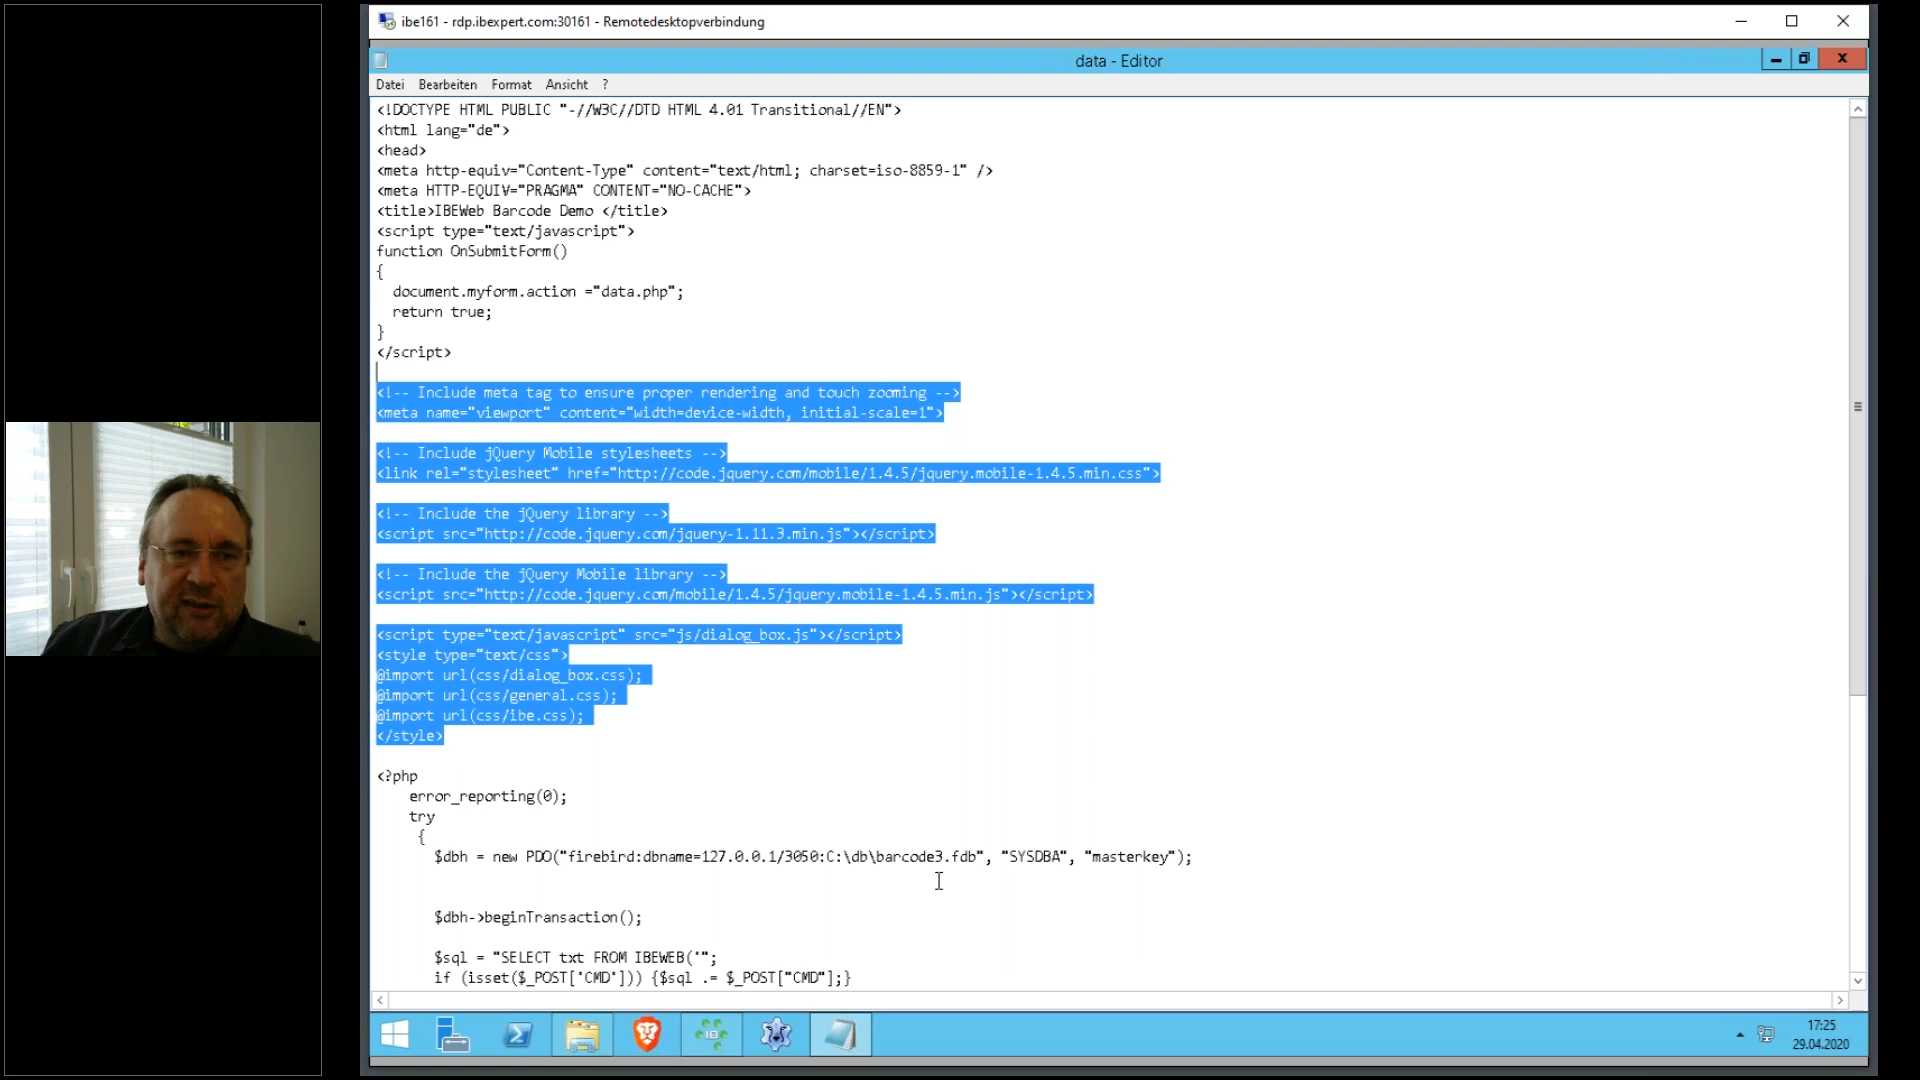 ibe161 - rdp.ibexpert.com:30161 - Remotedesktopverbindung
data - Editor
Datei Bearbeiten Format Ansicht ?
<!DOCTYPE HTML PUBLIC "-//W3C//DTD HTML 4.01 Transitional//EN">
<html lang="de">
<head>
<meta http-equiv="Content-Type" content="text/html; charset=iso-8859-1" />
<meta HTTP-EQUIV="PRAGMA" CONTENT="NO-CACHE">
<title>IBEWeb Barcode Demo </title>
<script type="text/javascript">
function OnSubmitForm()
{
  document.myform.action ="data.php";
  return true;
}
</script>
<!-- Include meta tag to ensure proper rendering and touch zooming -->
<meta name="viewport" content="width=device-width, initial-scale=1">
<!-- Include jQuery Mobile stylesheets -->
<link rel="stylesheet" href="http://code.jquery.com/mobile/1.4.5/jquery.mobile-1.4.5.min.css">
<!-- Include the jQuery library -->
<script src="http://code.jquery.com/jquery-1.11.3.min.js"></script>
<!-- Include the jQuery Mobile library -->
<script src="http://code.jquery.com/mobile/1.4.5/jquery.mobile-1.4.5.min.js"></script>
<script type="text/javascript" src="js/dialog_box.js"></script>
<style type="text/css">
@import url(css/dialog_box.css);
@import url(css/general.css);
@import url(css/ibe.css);
</style>
<?php
    error_reporting(0);
    try
     {
       $dbh = new PDO("firebird:dbname=127.0.0.1/3050:C:\db\barcode3.fdb", "SYSDBA", "masterkey");
       $dbh->beginTransaction();
       $sql = "SELECT txt FROM IBEWEB('";
       if (isset($_POST['CMD'])) {$sql .= $_POST["CMD"];}
IBE
17:25
29.04.2020